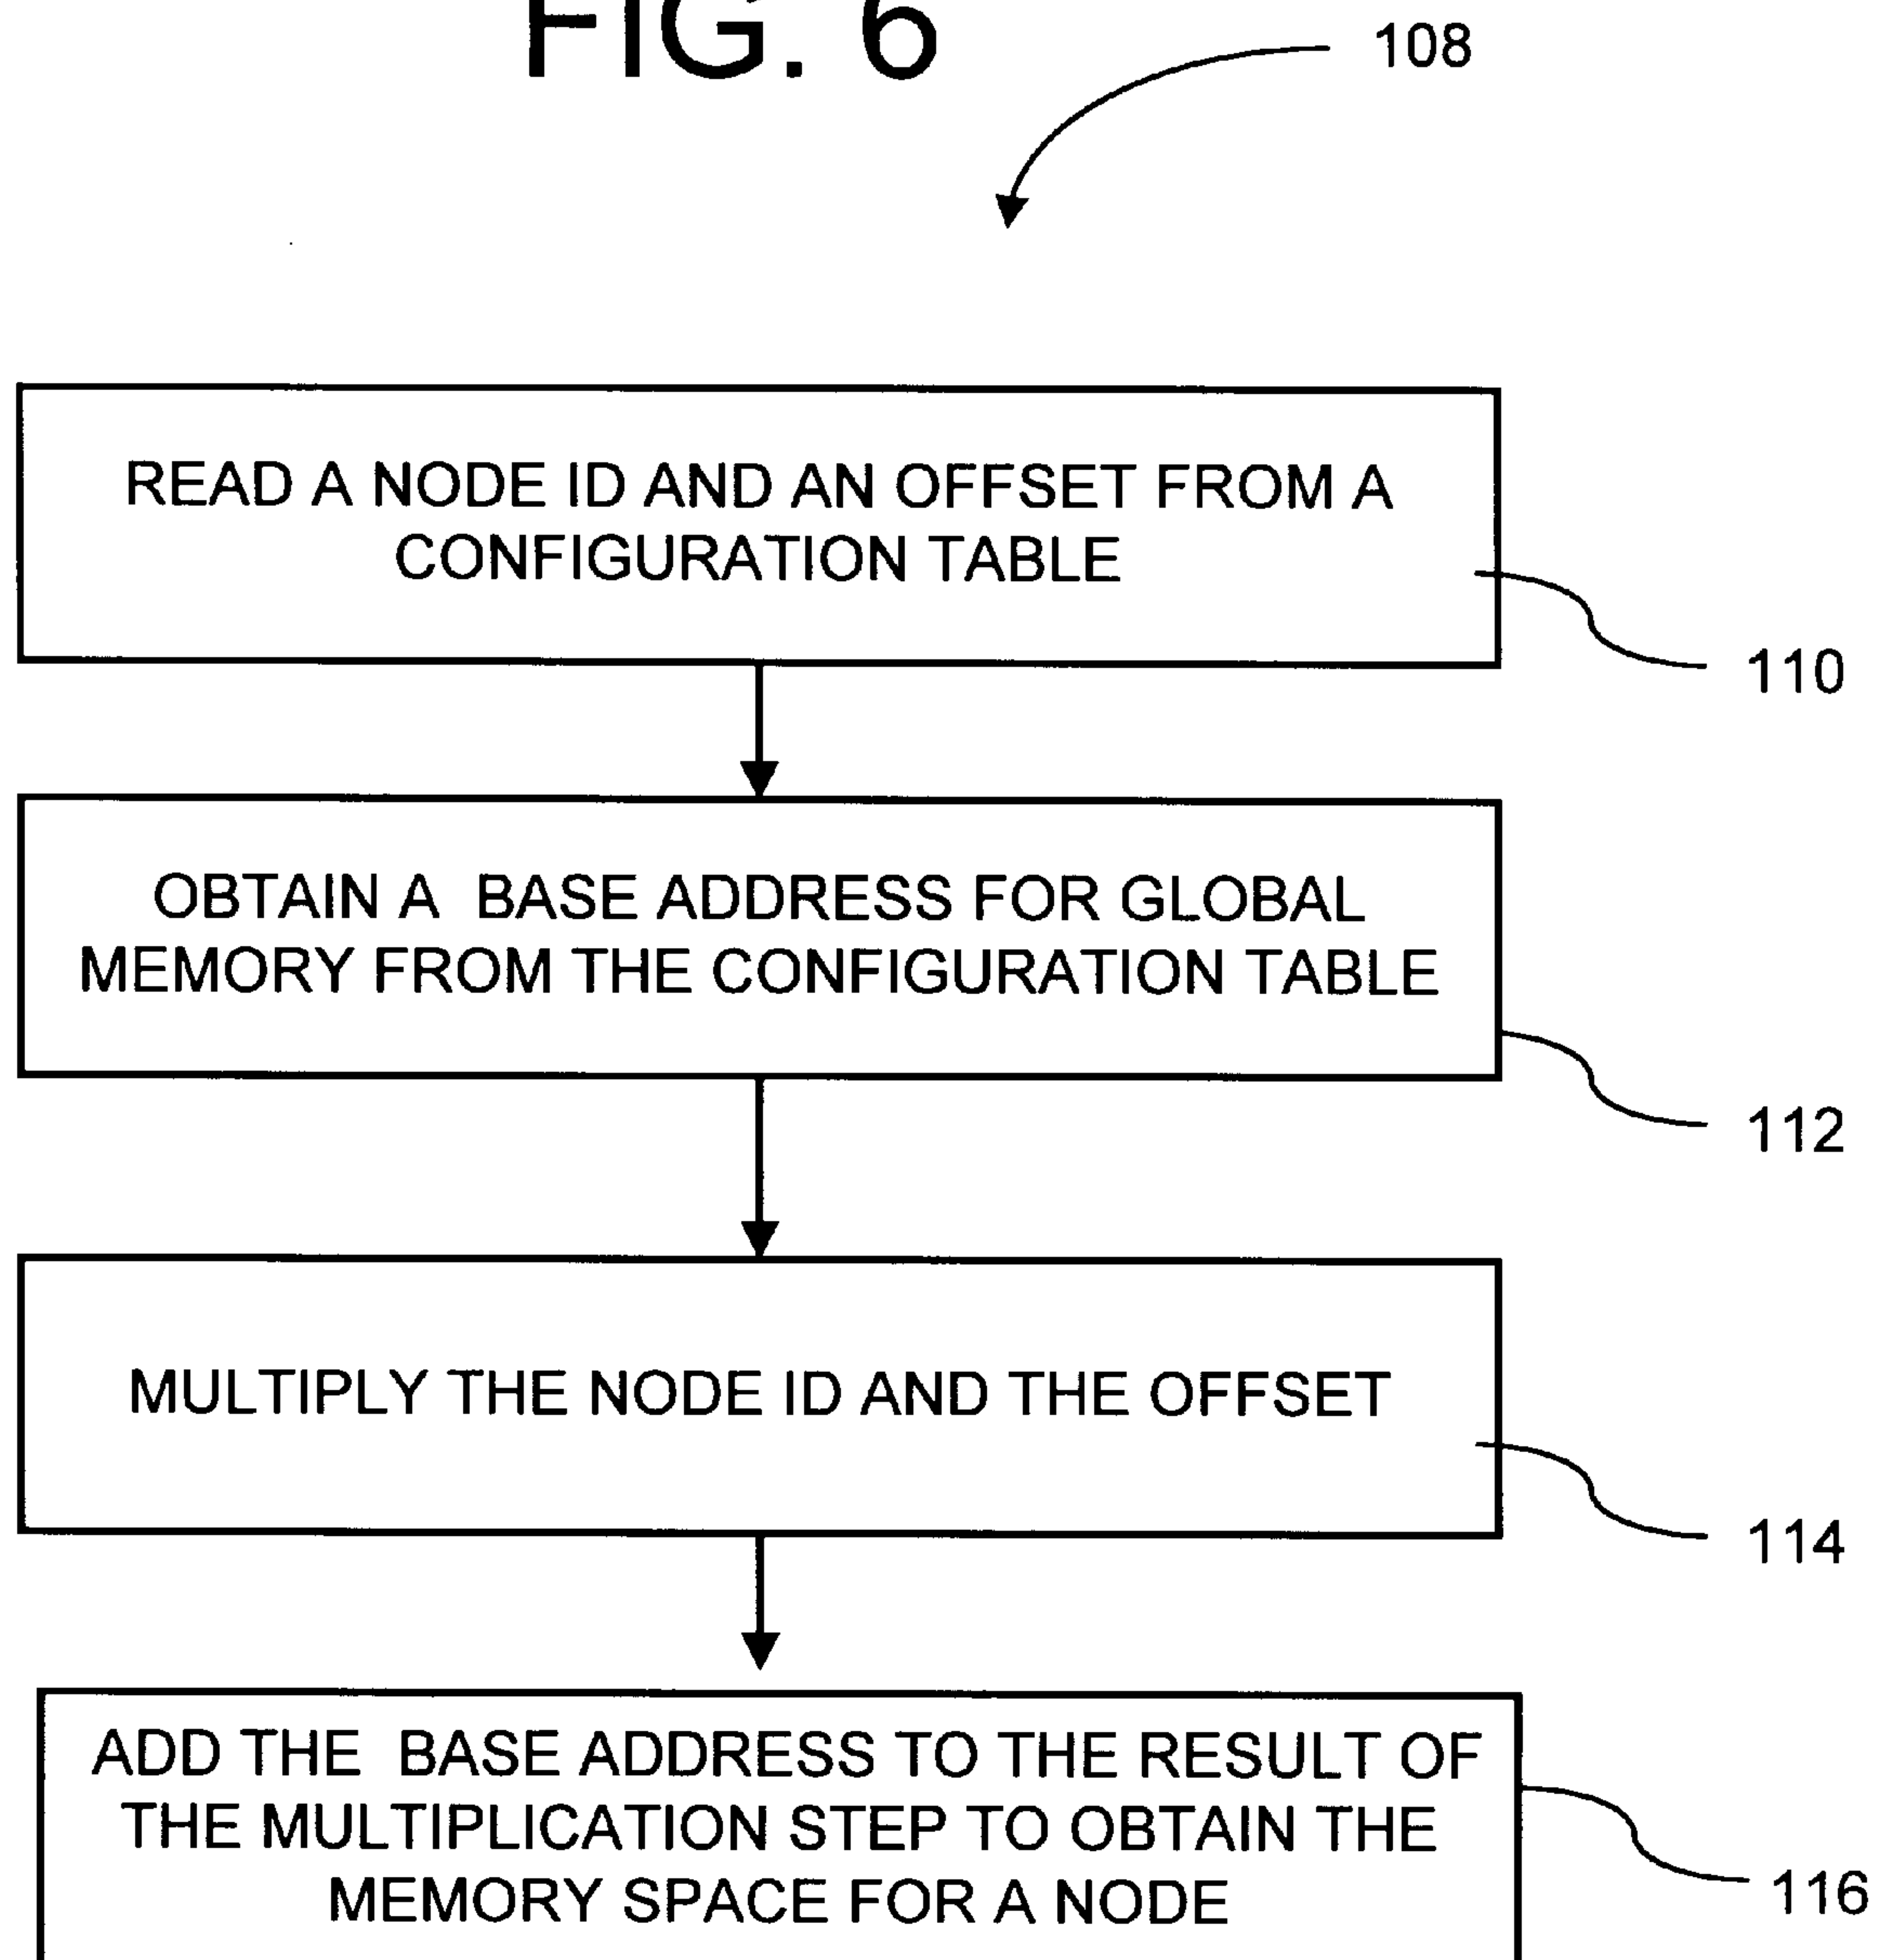 FIG. 6
108
READ A NODE ID AND AN OFFSET FROM A
CONFIGURATION TABLE
110
OBTAIN A BASE ADDRESS FOR GLOBAL
MEMORY FROM THE CONFIGURATION TABLE
112
MULTIPLY THE NODE ID AND THE OFFSET
114
ADD THE BASE ADDRESS TO THE RESULT OF
THE MULTIPLICATION STEP TO OBTAIN THE
MEMORY SPACE FOR A NODE
116